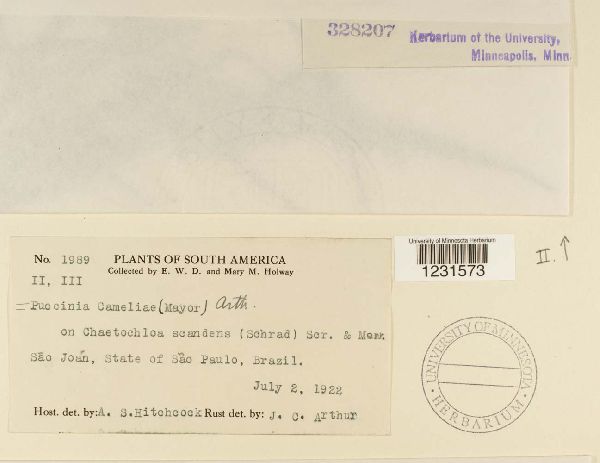 328207
Herbarium of the University,
Minneapolis, Minn.
No. 1989 PLANTS OF SOUTH AMERICA
Collected by E. W. D. and Mary M. Holway
II, III
Puccinia Cameliae (Mayor) Arth.
on Chaetochloa scandens (Schrad) Scr. & Merr
São Joán, State of São Paulo, Brazil.
July 2, 1922
Host. det. by: A. S. Hitchcock Rust det. by: J. C. Arthur
University of Minnesota Herbarium
1231573
II. ↑
UNIVERSITY OF MINNESOTA
HERBARIUM